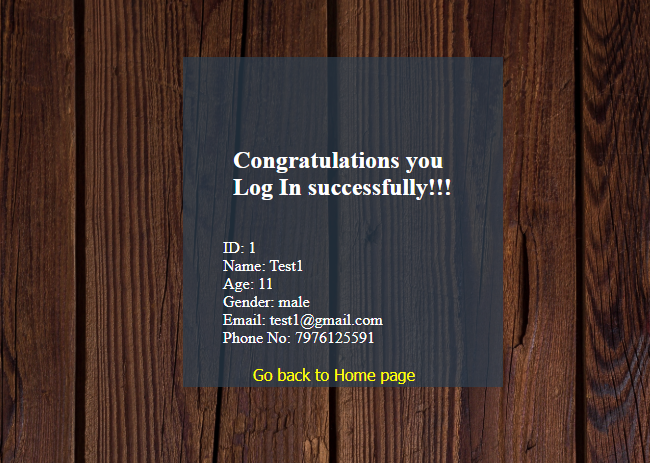 Congratulations you
Log In successfully!!!
ID: 1
Name: Test1
Age: 11
Gender: male
Email: test1@gmail.com
Phone No: 7976125591
Go back to Home page